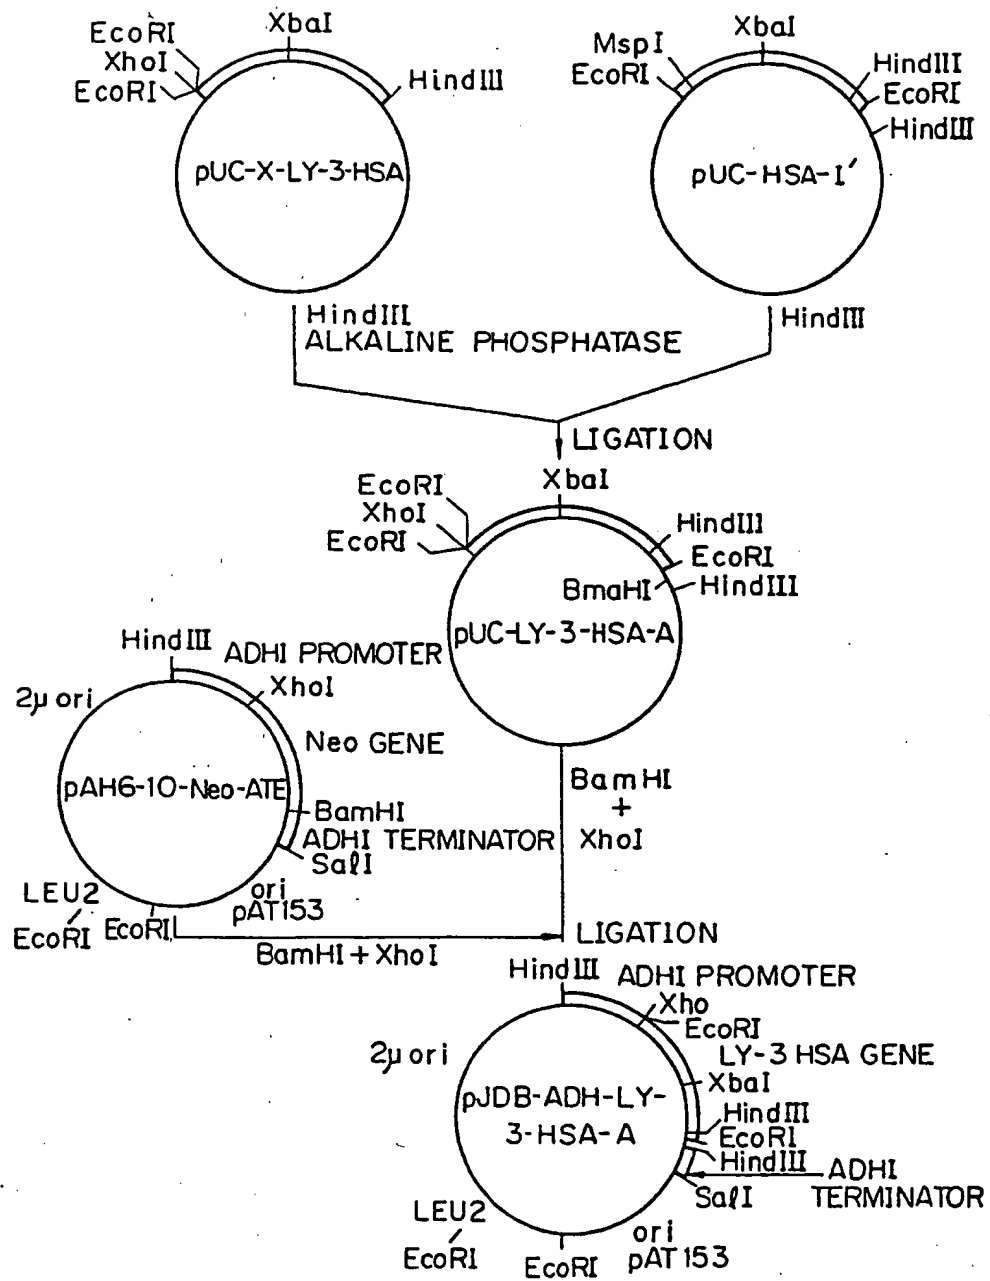 EcoRI
XhoI
EcoRI
XbaI
HindIII
pUC-X-LY-3-HSA
MspI
EcoRI
XbaI
HindIII
EcoRI
HindIII
pUC-HSA-I'
HindIII
ALKALINE PHOSPHATASE
HindIII
LIGATION
XbaI
EcoRI
XhoI
EcoRI
HindIII
EcoRI
BmaHI
HindIII
pUC-LY-3-HSA-A
HindIII
ADHI PROMOTER
XhoI
2μ ori
Neo GENE
pAH6-10-Neo-ATE
BamHI
ADHI TERMINATOR
SalI
LEU2
EcoRI
EcoRI
ori
pAT153
BamHI
+
XhoI
BamHI + XhoI
LIGATION
HindIII
ADHI PROMOTER
Xho
EcoRI
LY-3 HSA GENE
2μ ori
XbaI
pJDB-ADH-LY-
3-HSA-A
HindIII
EcoRI
HindIII
ADHI
TERMINATOR
SalI
LEU2
EcoRI
EcoRI
ori
pAT 153